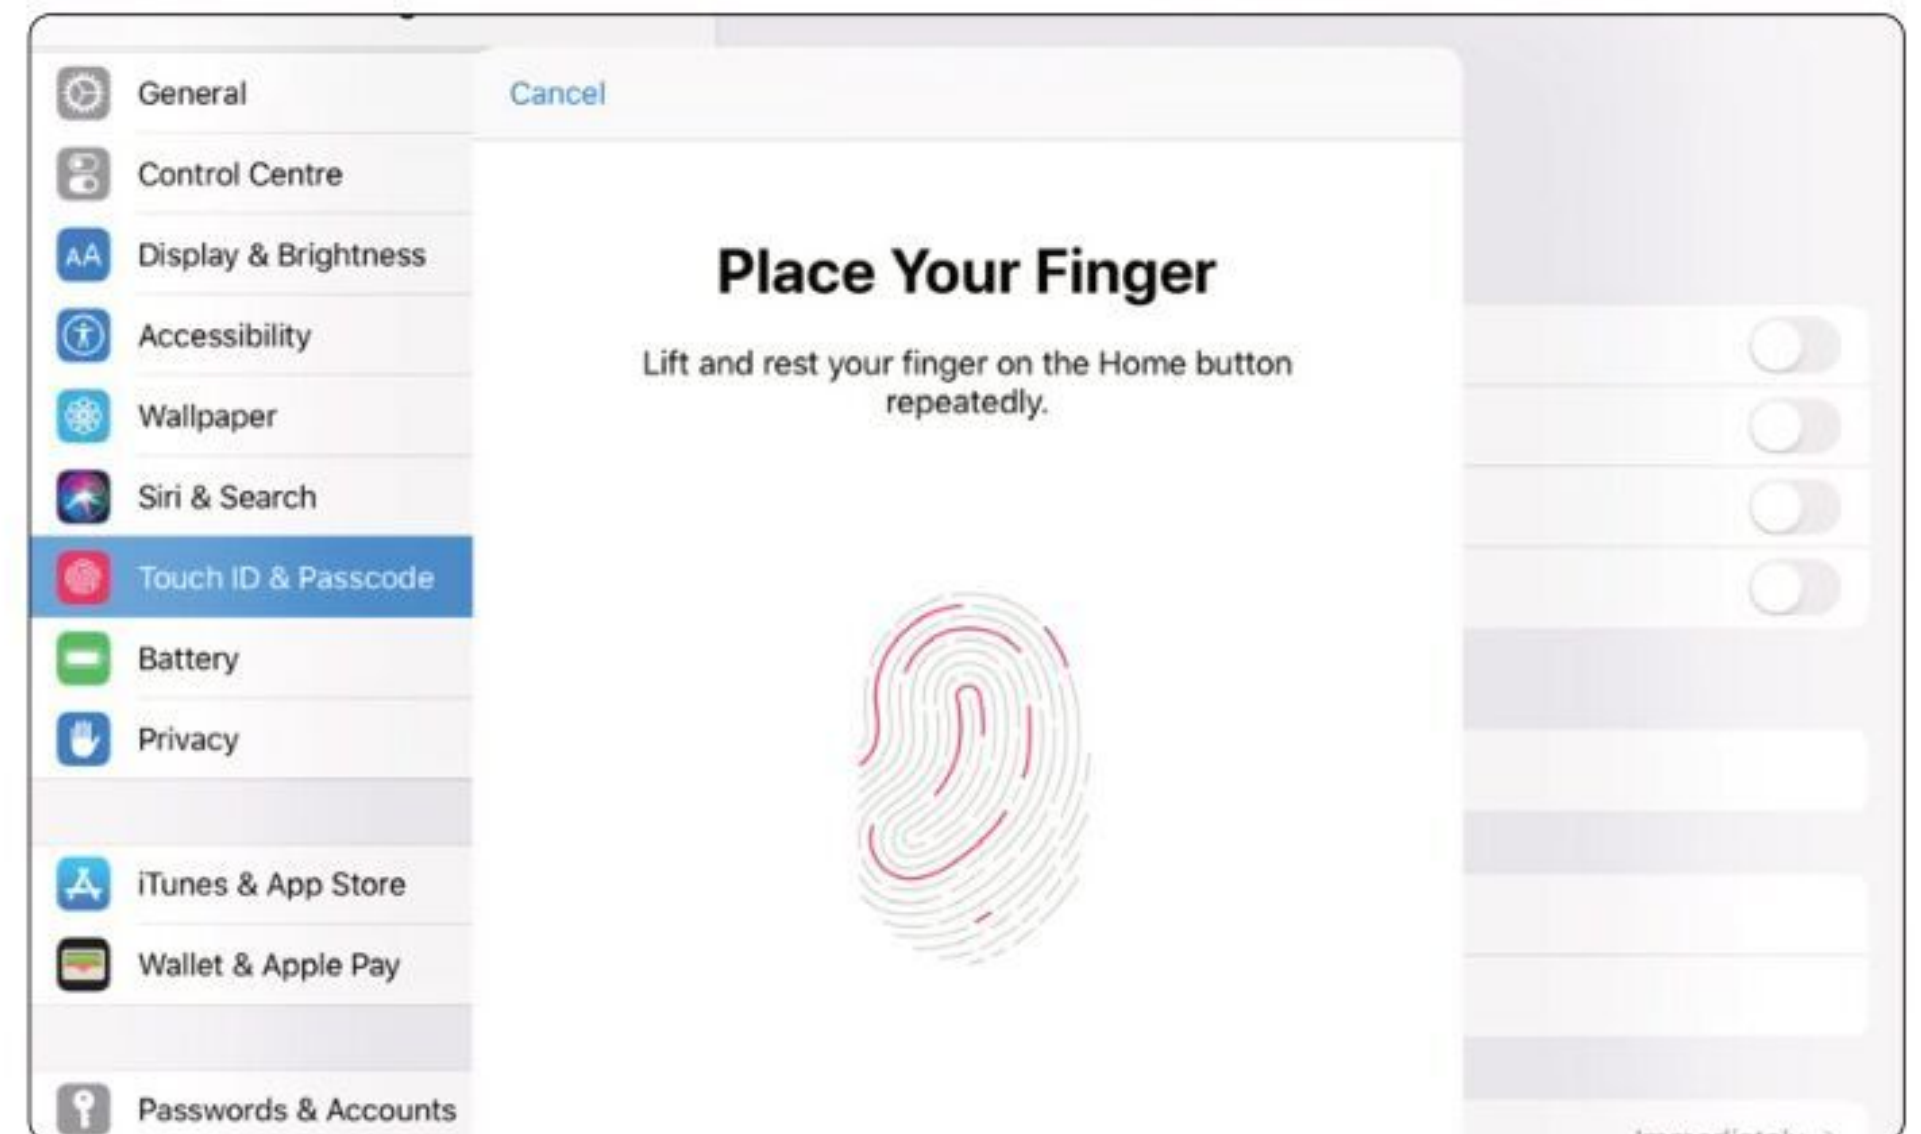 General
Control Centre
Display & Brightness
Accessibility
Wallpaper
Siri & Search
Touch ID & Passcode
Battery
Privacy
iTunes & App Store
Wallet & Apple Pay
Passwords & Accounts
Cancel
Place Your Finger
Lift and rest your finger on the Home button
repeatedly.